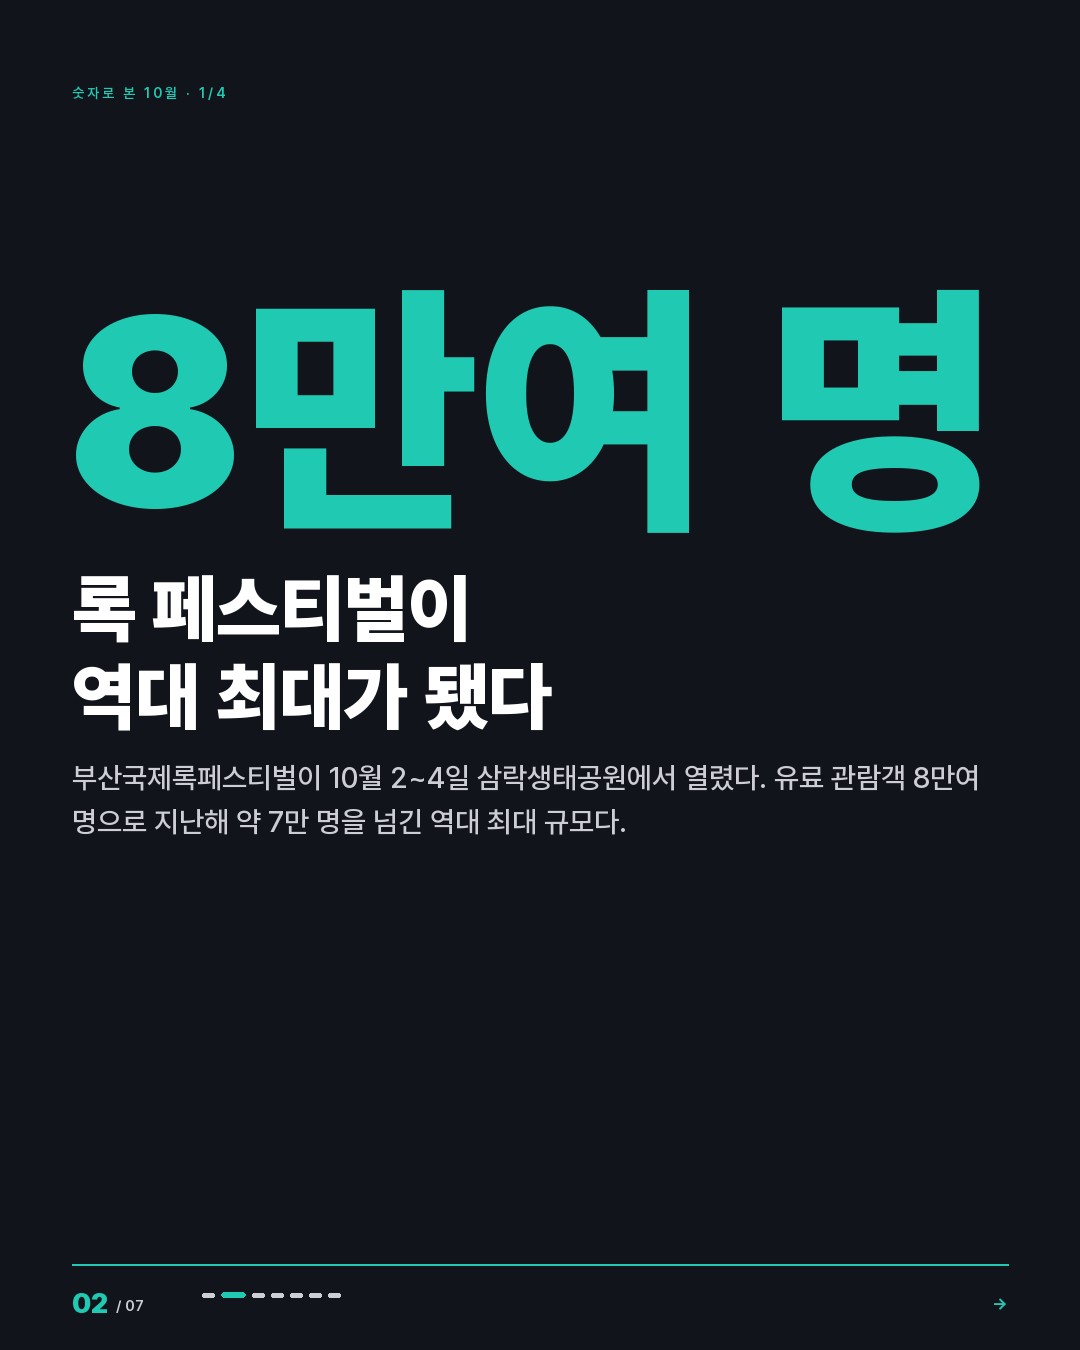 숫자로 본 10월 · 1/4
8만여 명
록 페스티벌이
역대 최대가 됐다
부산국제록페스티벌이 10월 2~4일 삼락생태공원에서 열렸다. 유료 관람객 8만여
명으로 지난해 약 7만 명을 넘긴 역대 최대 규모다.
02 / 07 →